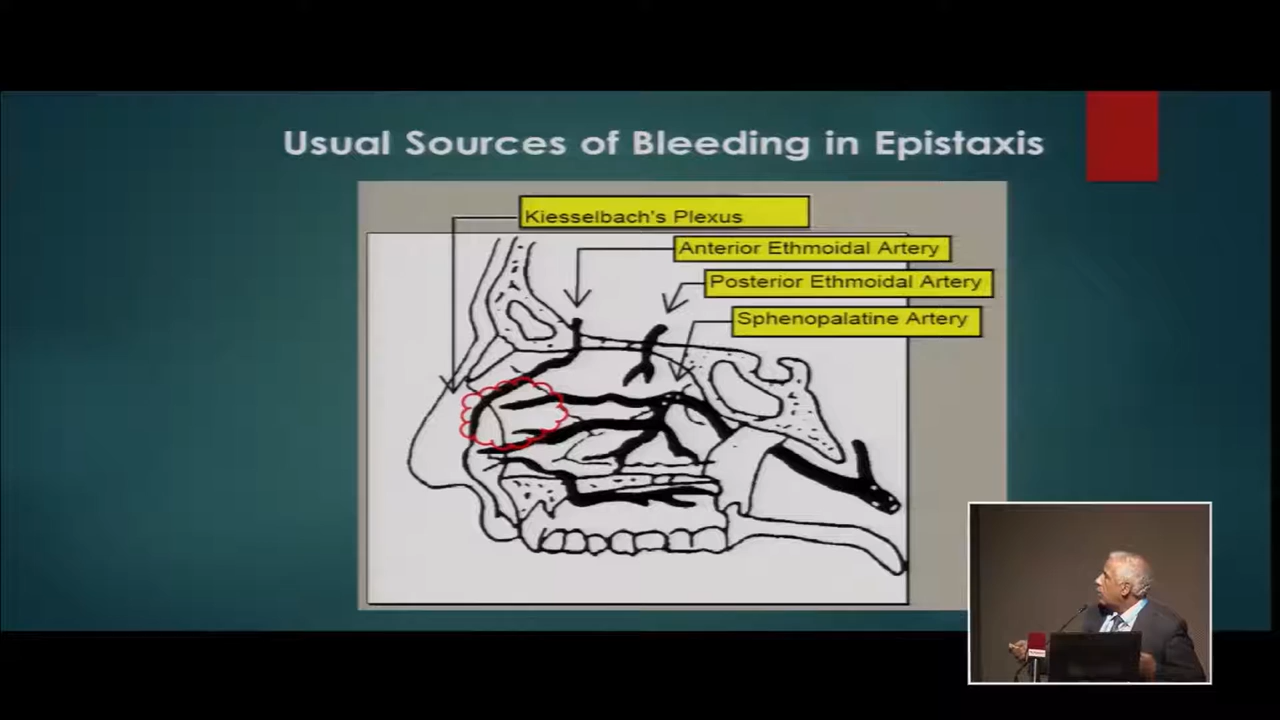 Usual Sources of Bleeding in Epistaxis
Kiesselbach's Plexus
Anterior Ethmoidal Artery
Posterior Ethmoidal Artery
Sphenopalatine Artery